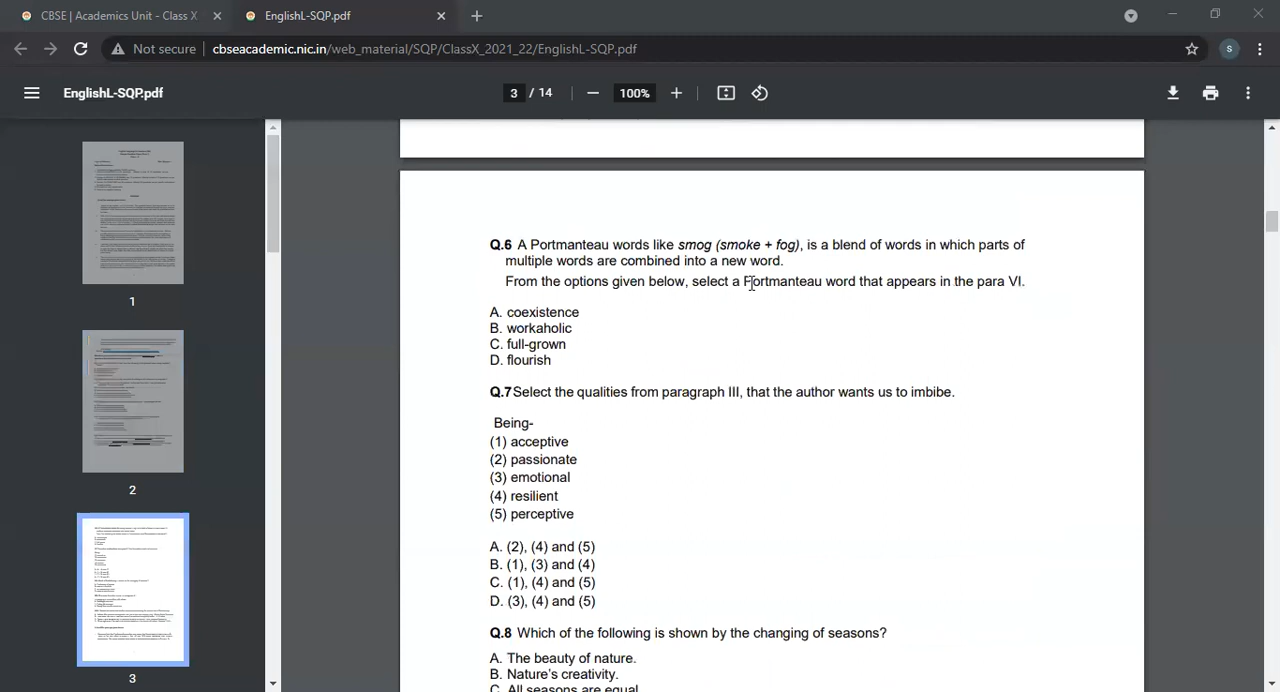 CBSE | Academics Unit - Class X
EnglishL-SQP.pdf
Not secure
cbseacademic.nic.in/web_material/SQP/ClassX_2021_22/EnglishL-SQP.pdf
S
EnglishL-SQP.pdf
3 / 14
100%
1
2
3
Q.6 A Portmanteau words like smog (smoke + fog), is a blend of words in which parts of
multiple words are combined into a new word.
From the options given below, select a Portmanteau word that appears in the para VI.
A. coexistence
B. workaholic
C. full-grown
D. flourish
Q.7 Select the qualities from paragraph III, that the author wants us to imbibe.
Being-
(1) acceptive
(2) passionate
(3) emotional
(4) resilient
(5) perceptive
A. (2), (4) and (5)
B. (1), (3) and (4)
C. (1), (4) and (5)
D. (3), (4) and (5)
Q.8 Which of the following is shown by the changing of seasons?
A. The beauty of nature.
B. Nature's creativity.
C. All seasons are equal